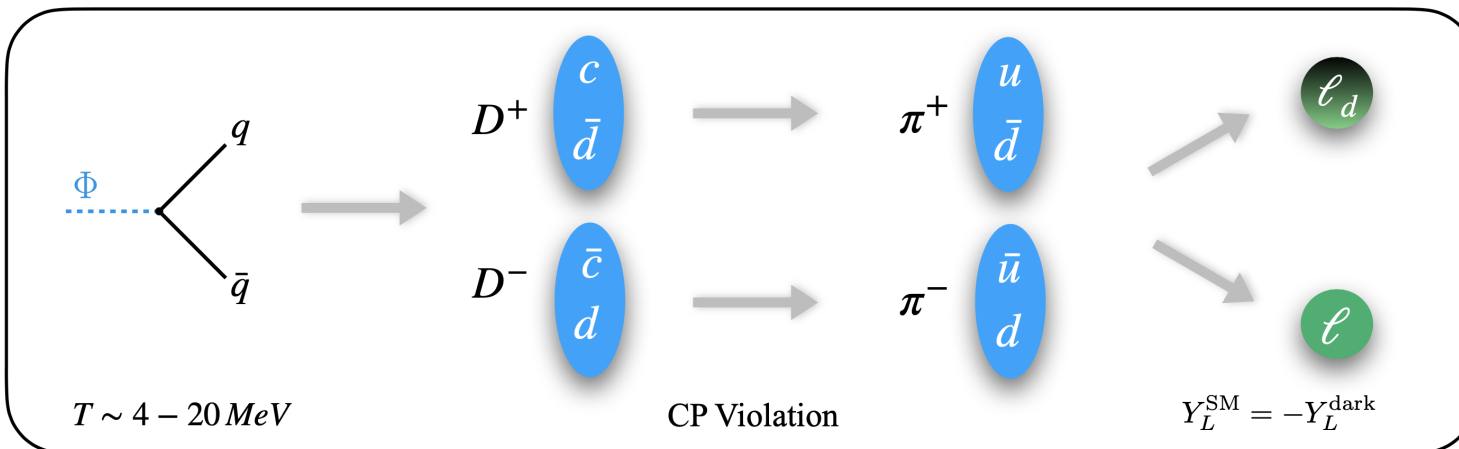 Φ
q
q̄
T ∼ 4 − 20 MeV
D⁺
c
d̄
D⁻
c̄
d
CP Violation
π⁺
u
d̄
π⁻
ū
d
ℓ_d
ℓ
Y_L^SM = −Y_L^dark